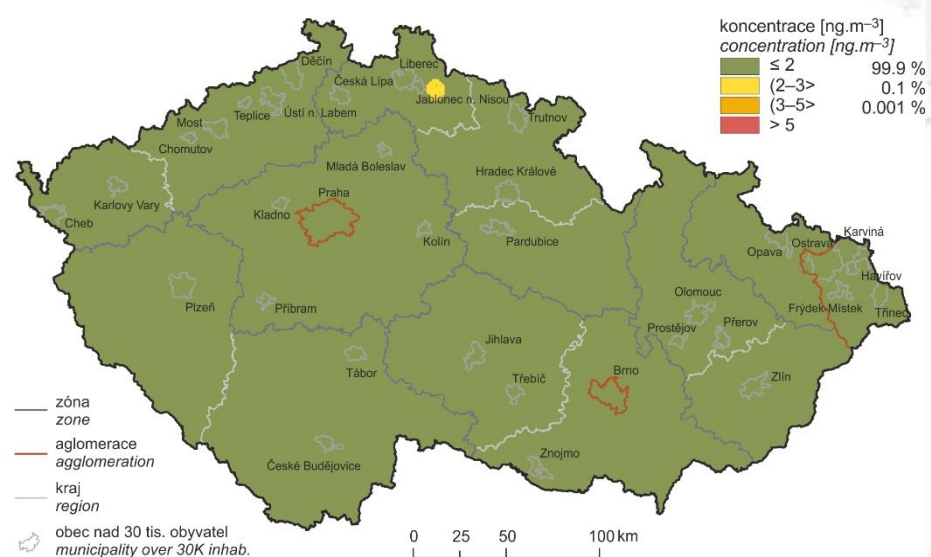 koncentrace [ng.m–3]
concentration [ng.m–3]
≤ 2 99.9 %
(2–3> 0.1 %
(3–5> 0.001 %
> 5
Děčín
Liberec
Česká Lípa
Jablonec n. Nisou
Teplice
Ústí n. Labem
Trutnov
Most
Chomutov
Mladá Boleslav
Hradec Králové
Karlovy Vary
Praha
Cheb
Kladno
Kolín
Pardubice
Karviná
Opava
Ostrava
Havířov
Plzeň
Příbram
Olomouc
Frýdek-Místek
Třinec
Prostějov
Přerov
Jihlava
Tábor
Třebíč
Brno
Zlín
České Budějovice
Znojmo
zóna
zone
aglomerace
agglomeration
kraj
region
obec nad 30 tis. obyvatel
municipality over 30K inhab.
0 25 50 100 km